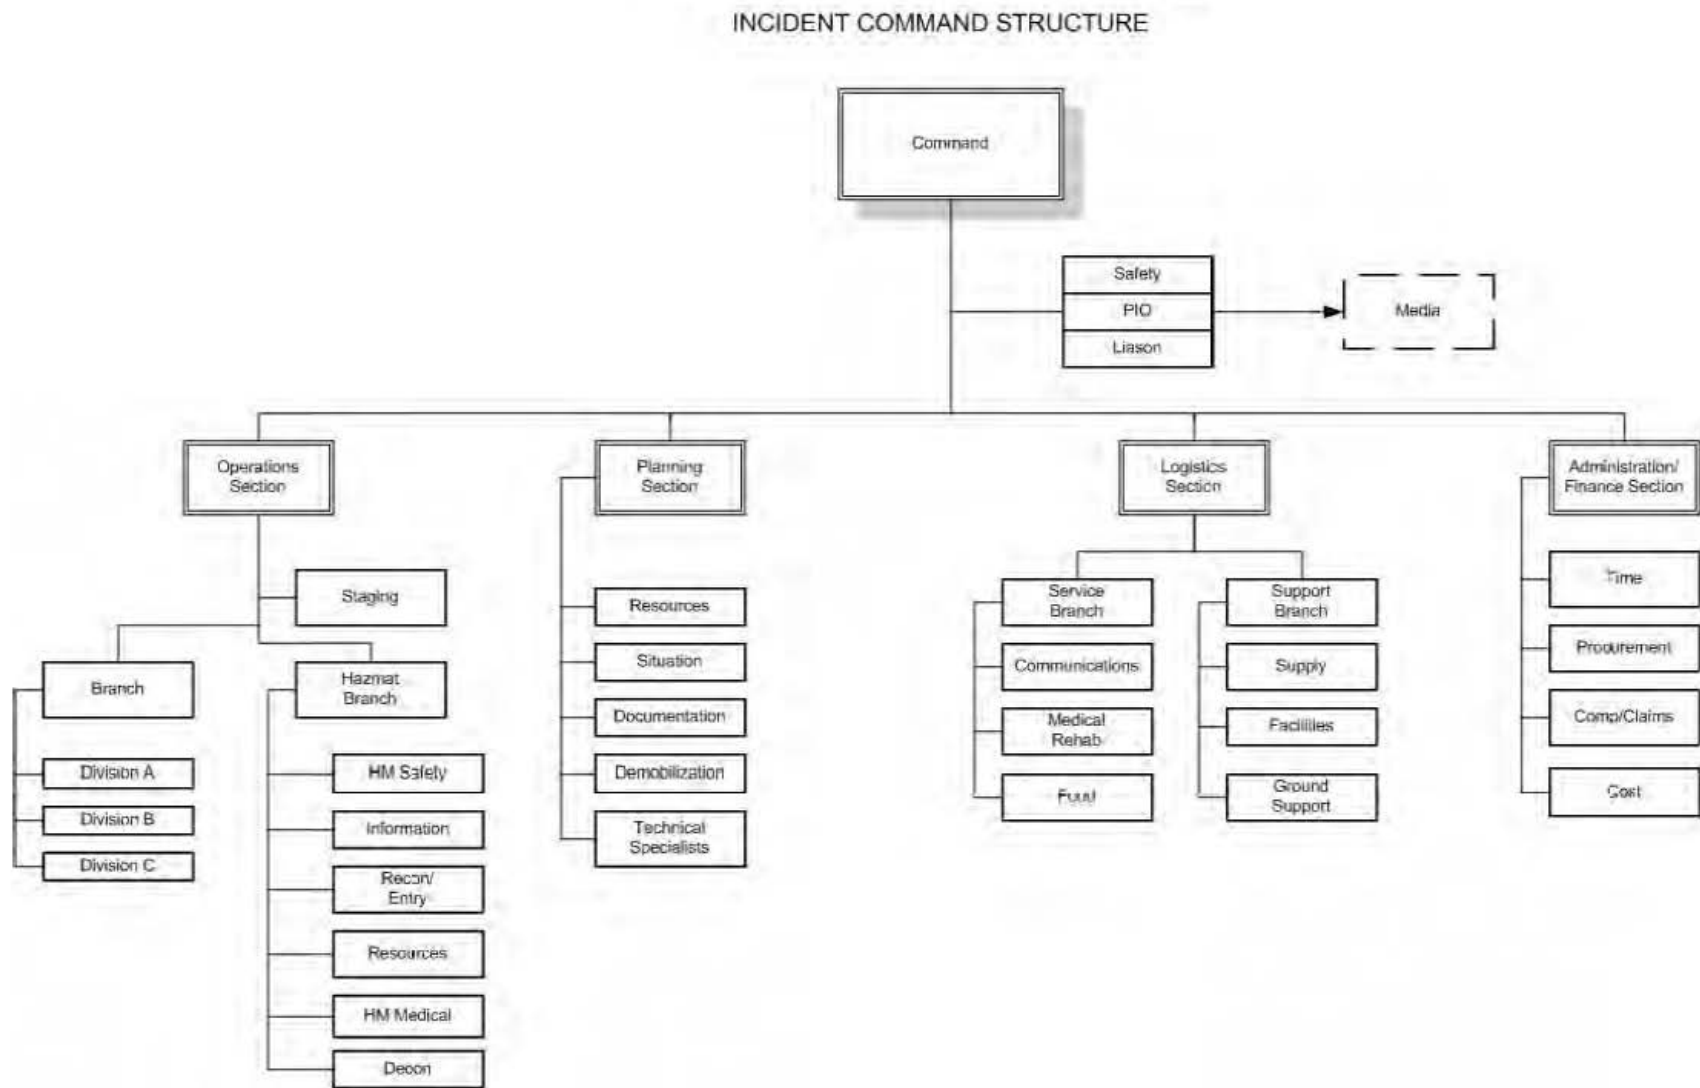 INCIDENT COMMAND STRUCTURE
Command
Safety
PIO
Liason
Media
Operations
Section
Planning
Section
Logistics
Section
Administration/
Finance Section
Staging
Branch
Hazmat
Branch
Division A
Division B
Division C
HM Safety
Information
Recon/
Entry
Resources
HM Medical
Decon
Resources
Situation
Documentation
Demobilization
Technical
Specialists
Service
Branch
Communications
Medical
Rehab
Food
Support
Branch
Supply
Facilities
Ground
Support
Time
Procurement
Comp/Claims
Cost